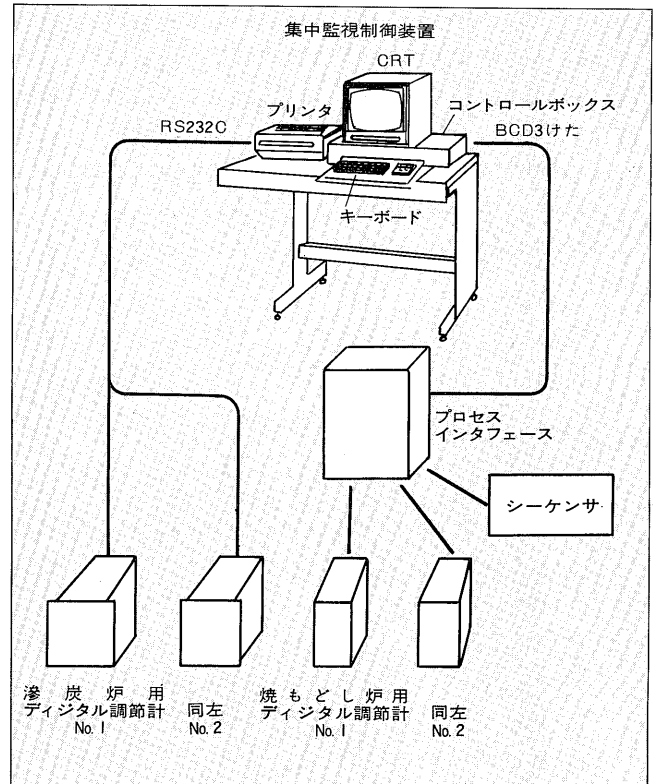 集中監視制御装置
CRT
プリンタ
コントロールボックス
RS232C
BCD3けた
キーボード
プロセス
インタフェース
シーケンサ
滲炭炉用
ディジタル調節計
No.1
同左
No.2
焼もどし炉用
ディジタル調節計
No.1
同左
No.2